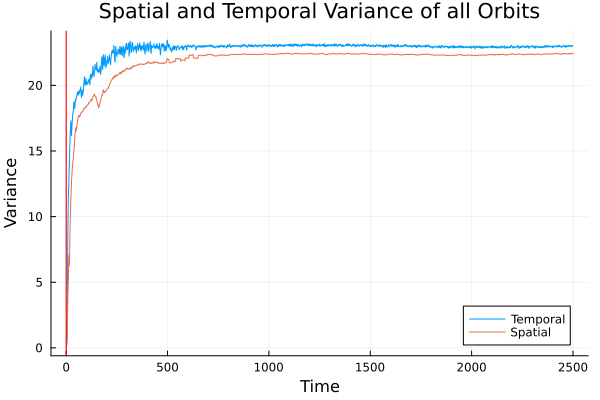 Spatial and Temporal Variance of all Orbits
Variance
20
15
10
5
0
Temporal
Spatial
0 500 1000 1500 2000 2500
Time